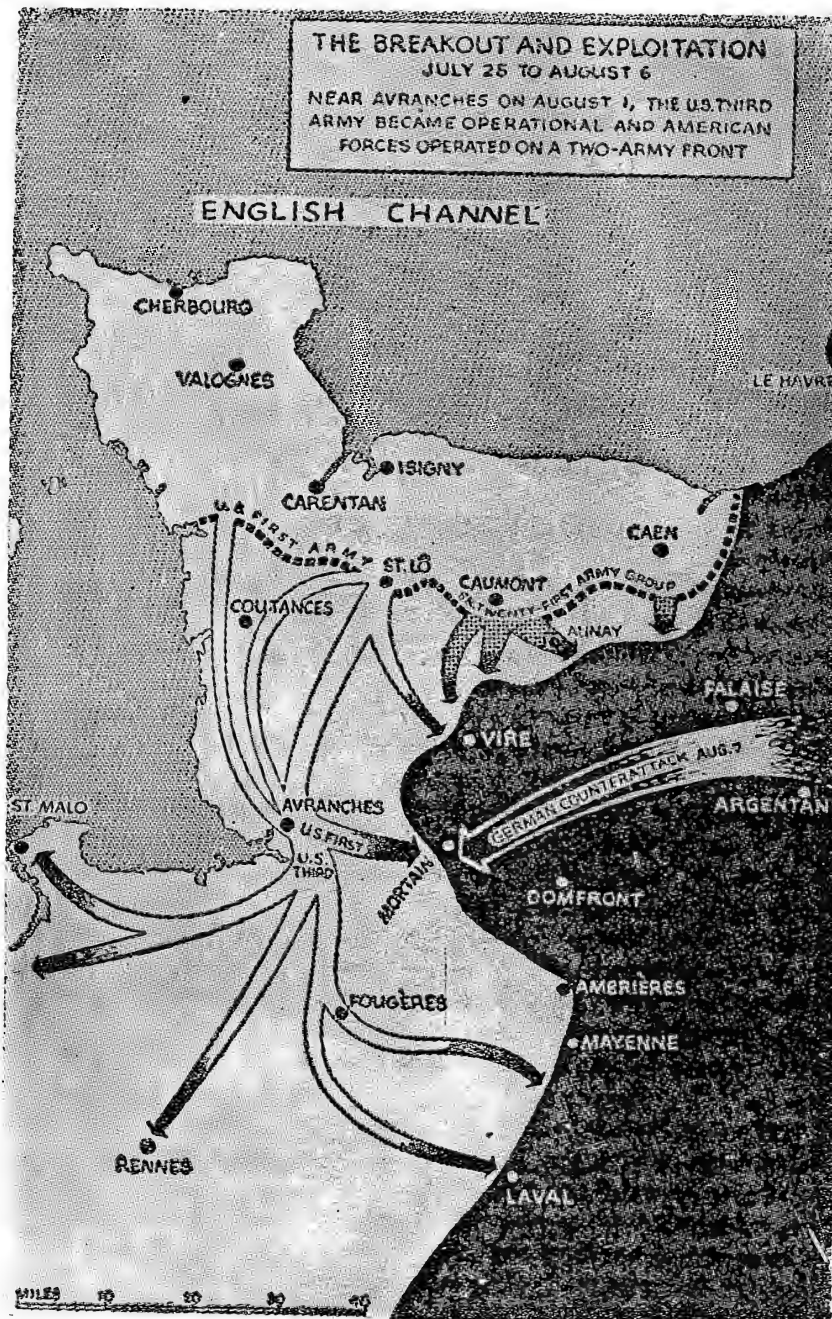 THE BREAKOUT AND EXPLOITATION
JULY 25 TO AUGUST 6
NEAR AVRANCHES ON AUGUST 1, THE U.S. THIRD
ARMY BECAME OPERATIONAL AND AMERICAN
FORCES OPERATED ON A TWO-ARMY FRONT
ENGLISH CHANNEL
CHERBOURG
VALOGNES
LE HAVRE
ISIGNY
CARENTAN
U.S. FIRST ARMY
CAEN
ST. LÔ
CAUMONT
TWENTY-FIRST ARMY GROUP
COUTANCES
AUNAY
FALAISE
VIRE
GERMAN COUNTERATTACK AUG. 7
ARGENTAN
ST. MALO
AVRANCHES
U.S. FIRST
U.S.
THIRD
MORTAIN
DOMFRONT
AMBRIÈRES
FOUGÈRES
MAYENNE
RENNES
LAVAL
MILES 10 20 30 40